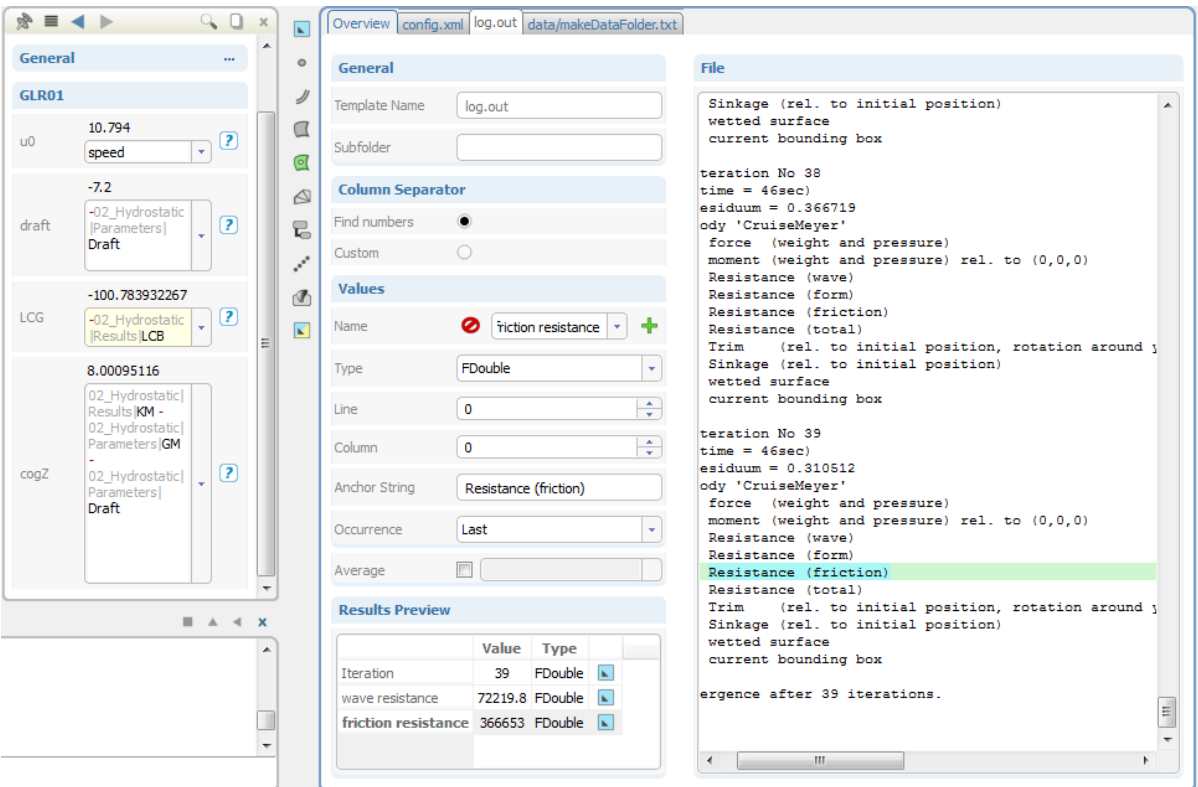 General ...
GLR01
u0
10.794
speed
?
draft
-7.2
-02_Hydrostatic
|Parameters|
Draft
?
LCG
-100.783932267
-02_Hydrostatic
|Results|LCB
?
cogZ
8.00095116
02_Hydrostatic|
Results|KM -
02_Hydrostatic|
Parameters|GM
-
02_Hydrostatic|
Parameters|
Draft
?
Overview config.xml log.out data/makeDataFolder.txt
General
Template Name log.out
Subfolder
Column Separator
Find numbers
Custom
Values
Name friction resistance
Type FDouble
Line 0
Column 0
Anchor String Resistance (friction)
Occurrence Last
Average
Results Preview
Value Type
Iteration 39 FDouble
wave resistance 72219.8 FDouble
friction resistance 366653 FDouble
File
Sinkage (rel. to initial position)
wetted surface
current bounding box
teration No 38
time = 46sec)
esiduum = 0.366719
ody 'CruiseMeyer'
force (weight and pressure)
moment (weight and pressure) rel. to (0,0,0)
Resistance (wave)
Resistance (form)
Resistance (friction)
Resistance (total)
Trim (rel. to initial position, rotation around y
Sinkage (rel. to initial position)
wetted surface
current bounding box
teration No 39
time = 46sec)
esiduum = 0.310512
ody 'CruiseMeyer'
force (weight and pressure)
moment (weight and pressure) rel. to (0,0,0)
Resistance (wave)
Resistance (form)
Resistance (friction)
Resistance (total)
Trim (rel. to initial position, rotation around y
Sinkage (rel. to initial position)
wetted surface
current bounding box
ergence after 39 iterations.